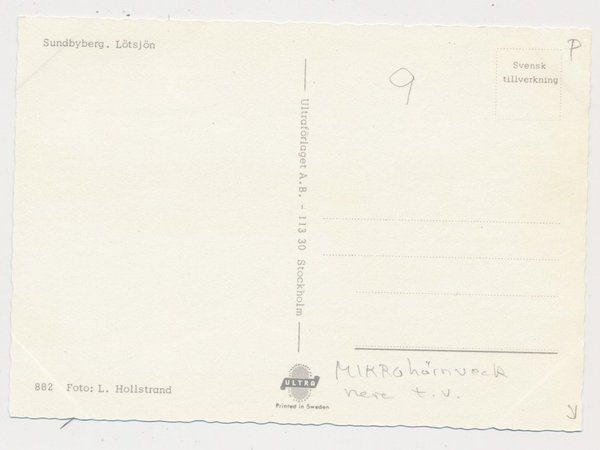 Sundbyberg. Lötsjön
P
9
Svensk
tillverkning
Ultraförlaget A.B. - 113 30 Stockholm
MIKROhörnveck
nere t.v.
882 Foto: L. Hollstrand
ULTRA
Printed in Sweden